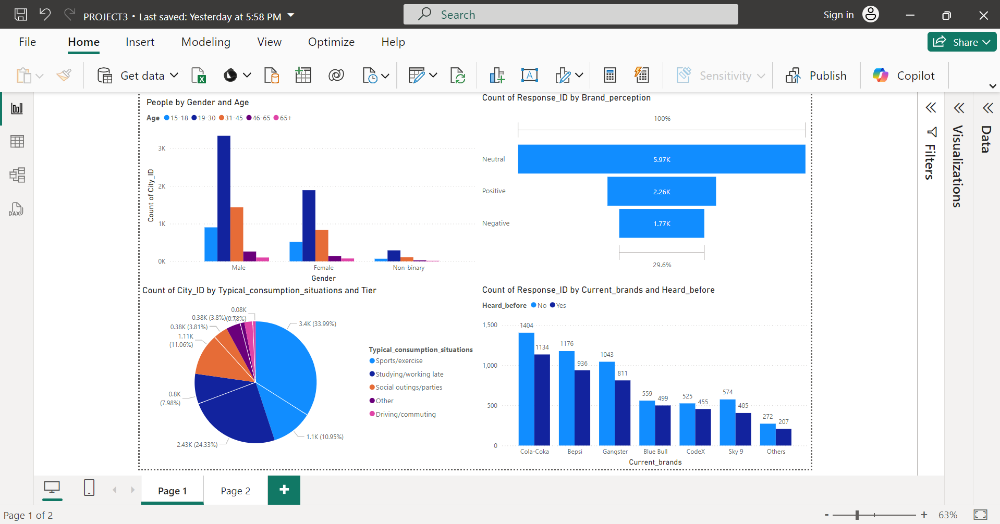 PROJECT3 • Last saved: Yesterday at 5:58 PM
Search
Sign in
File Home Insert Modeling View Optimize Help
Share
Get data
Sensitivity
Publish
Copilot
DAX
People by Gender and Age
Age 15-18 19-30 31-45 46-65 65+
Count of City_ID
3K
2K
1K
0K
Male Female Non-binary
Gender
Count of Response_ID by Brand_perception
100%
Neutral 5.97K
Positive 2.26K
Negative 1.77K
29.6%
Count of City_ID by Typical_consumption_situations and Tier
0.08K
(0.78%)
0.38K (3.8%)
0.38K (3.81%)
1.11K
(11.06%)
0.8K
(7.98%)
2.43K (24.33%)
3.4K (33.99%)
1.1K (10.95%)
Typical_consumption_situations
Sports/exercise
Studying/working late
Social outings/parties
Other
Driving/commuting
Count of Response_ID by Current_brands and Heard_before
Heard_before No Yes
1,500
1,000
500
0
1404 1134 1176 936 1043 811 559 499 525 455 574 405 272 207
Cola-Coka Bepsi Gangster Blue Bull CodeX Sky 9 Others
Current_brands
Filters
Visualizations
Data
Page 1 Page 2
Page 1 of 2
63%